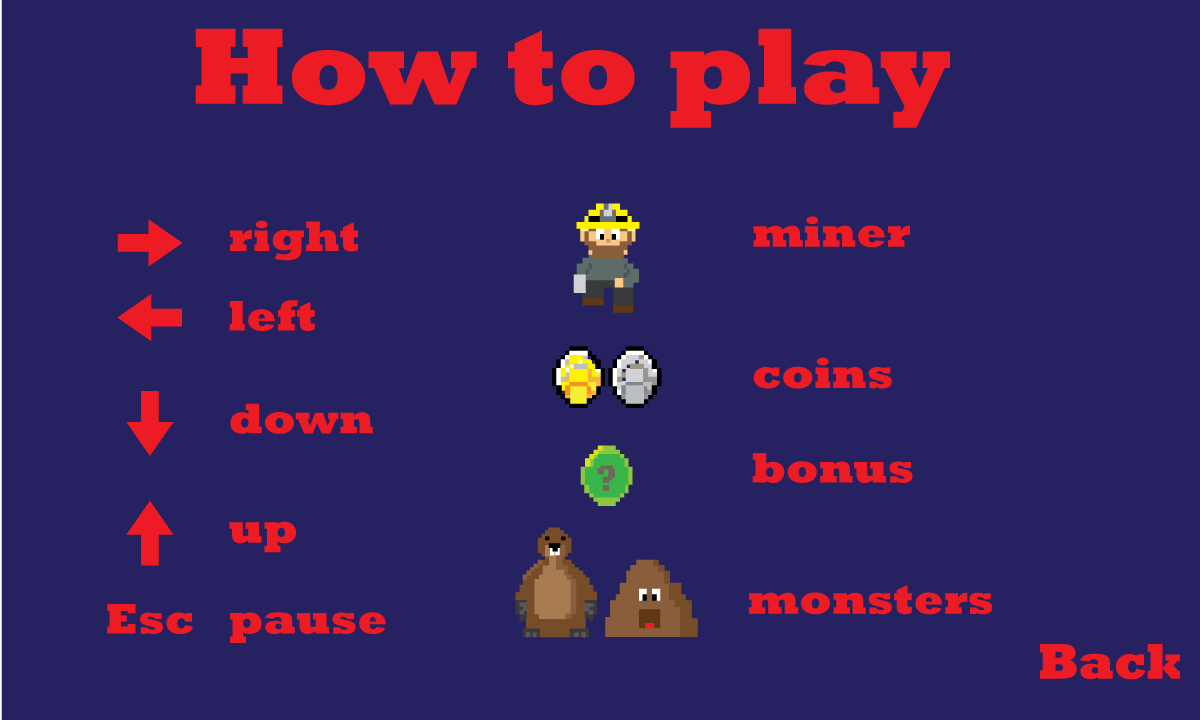 How to play
right
left
down
up
Esc pause
miner
coins
?
bonus
monsters
Back